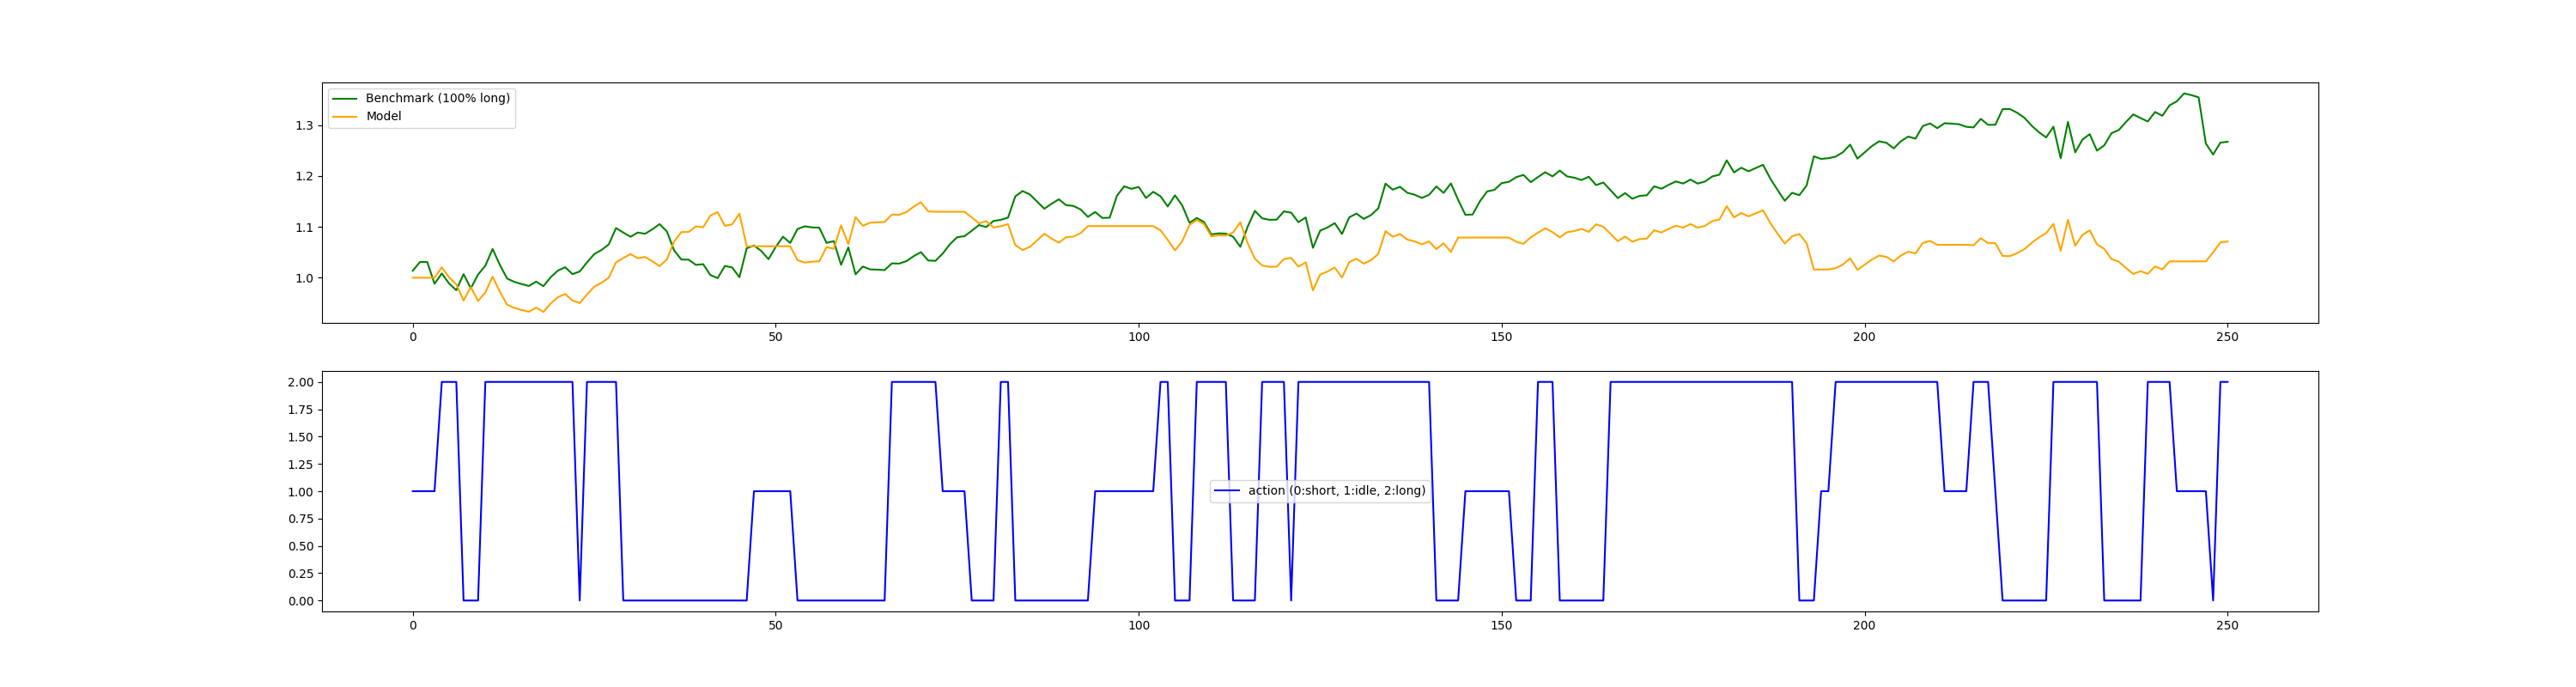 Benchmark (100% long)
Model
1.3
1.2
1.1
1.0
0 50 100 150 200 250
2.00
1.75
1.50
1.25
1.00
0.75
0.50
0.25
0.00
action (0:short, 1:idle, 2:long)
0 50 100 150 200 250